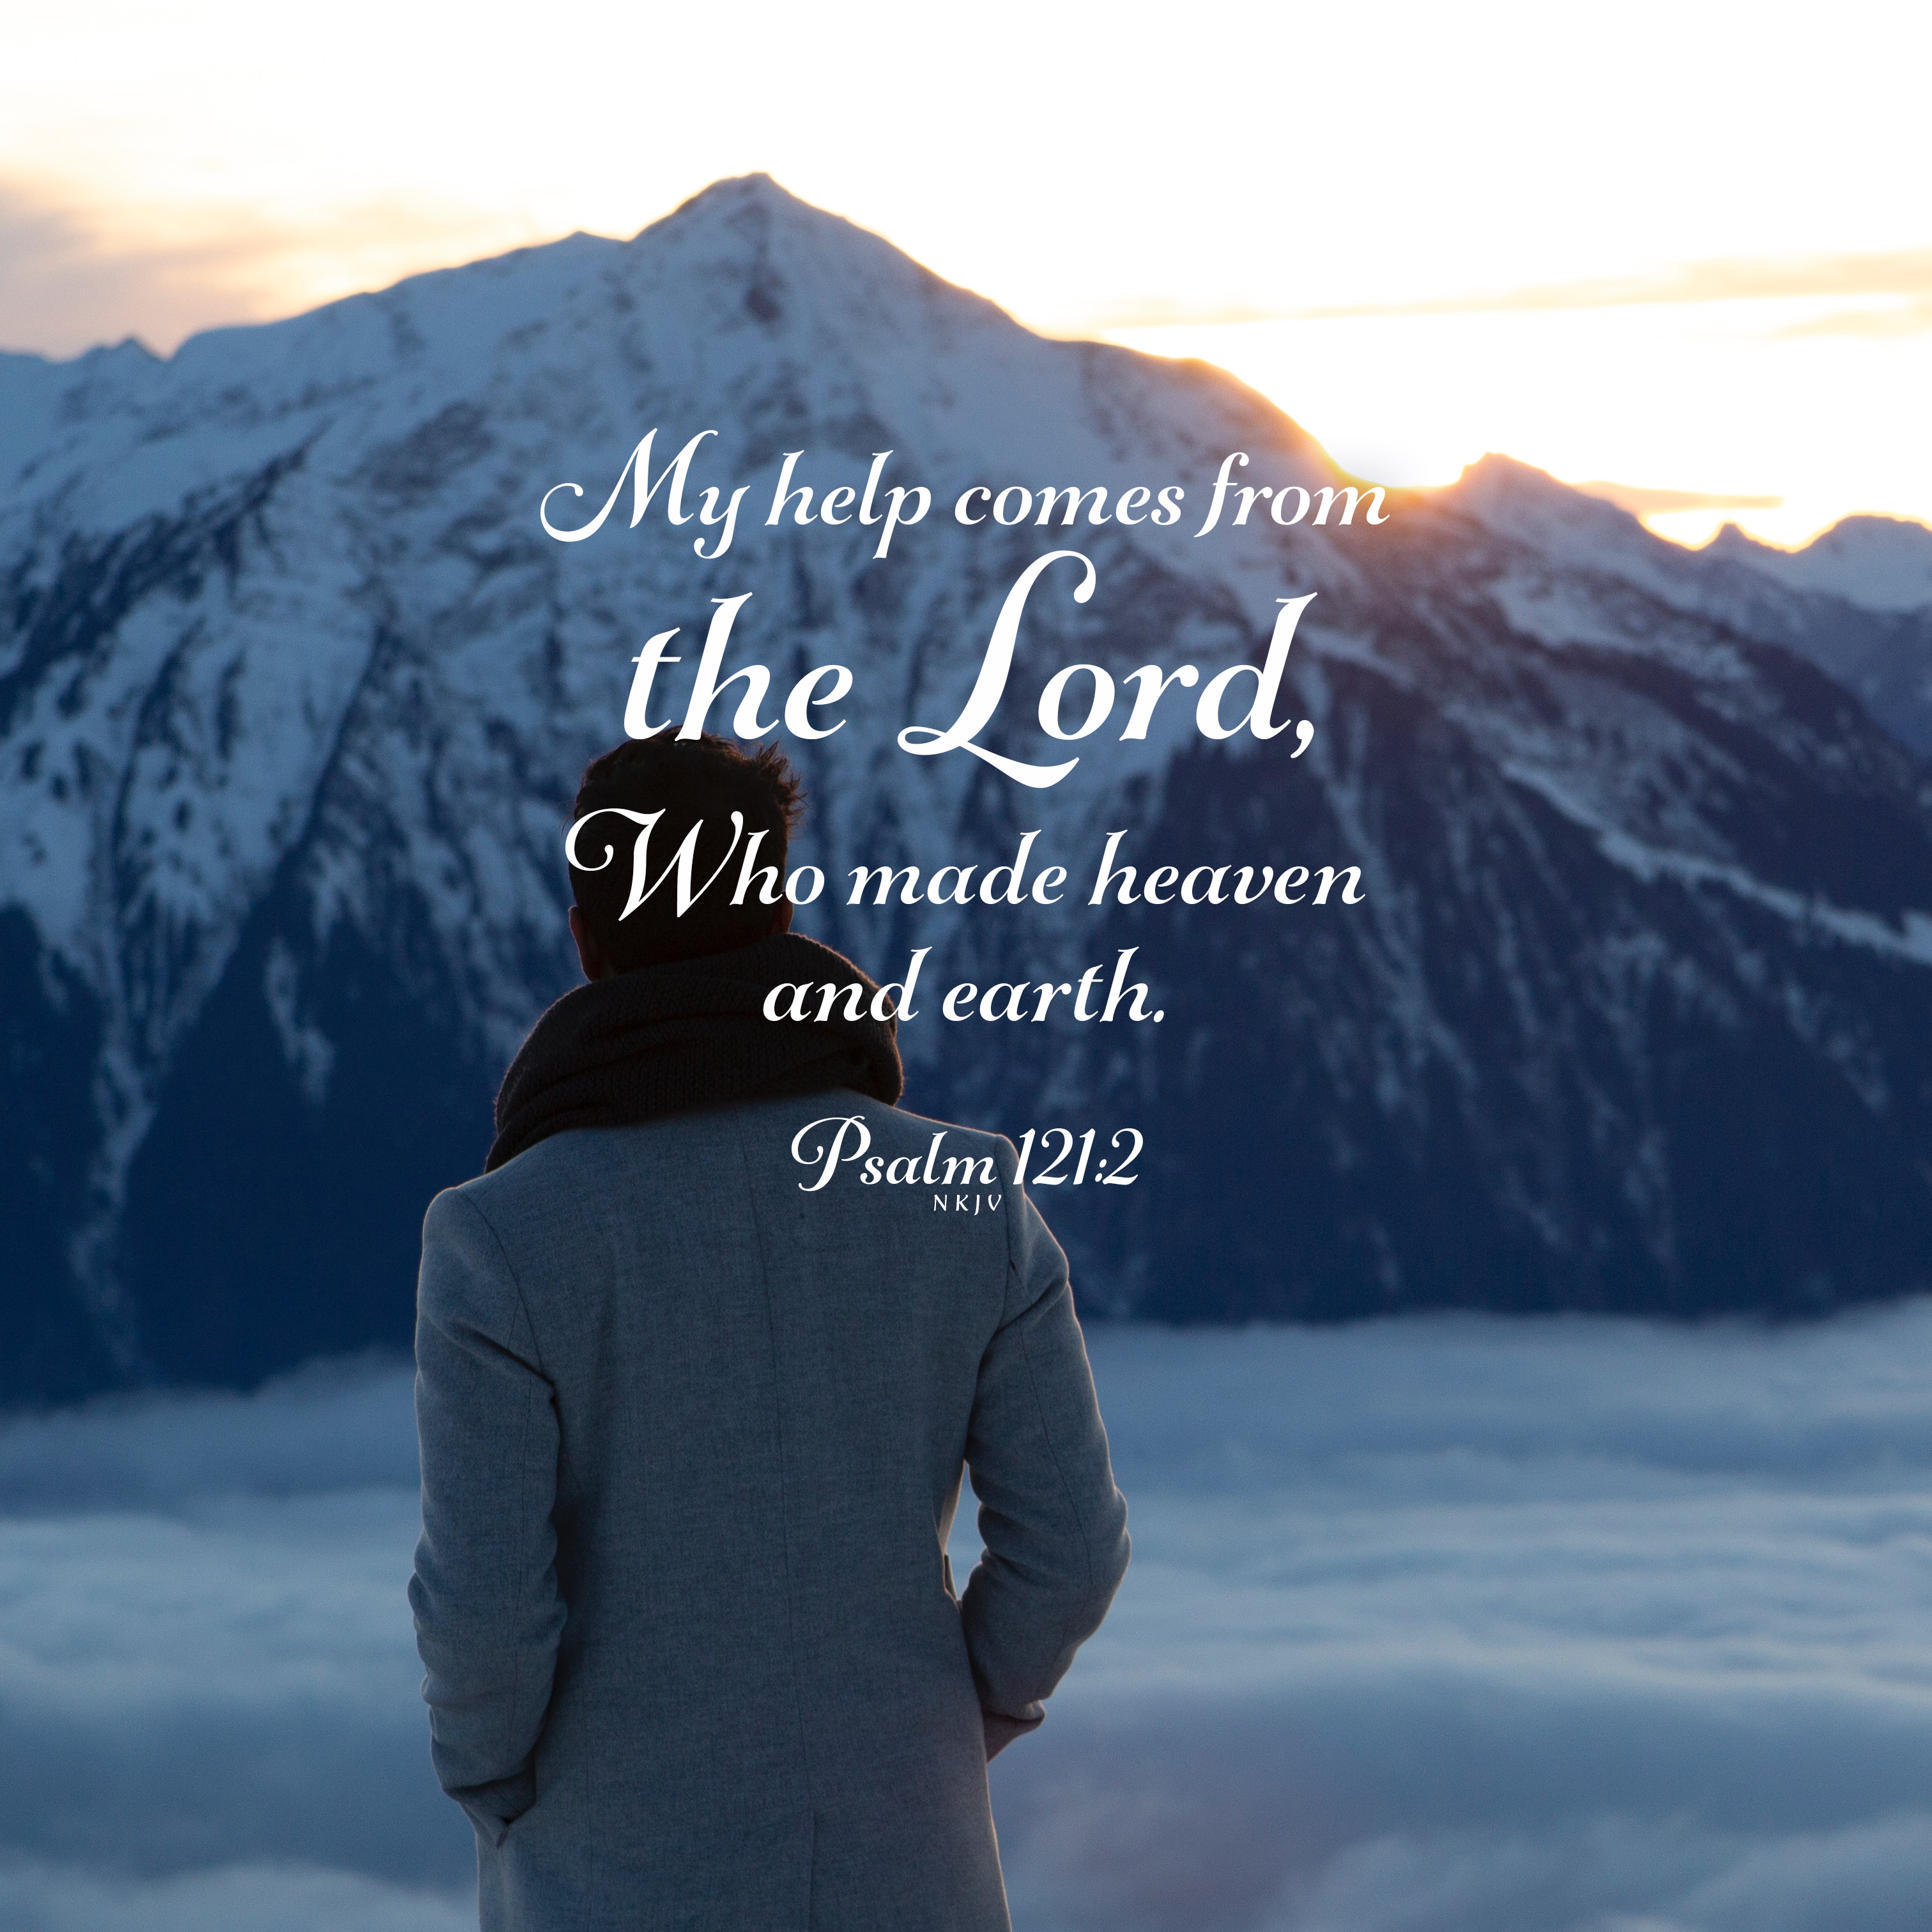 My help comes from
the Lord,
Who made heaven
and earth.
Psalm 121:2
NKJV